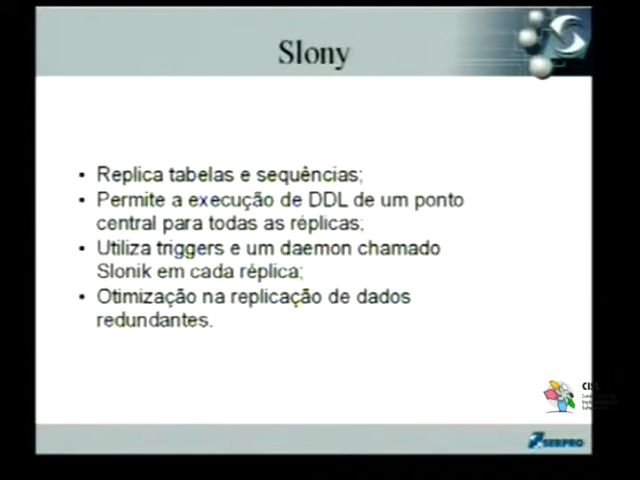 Slony
• Replica tabelas e sequências;
• Permite a execução de DDL de um ponto
central para todas as réplicas;
• Utiliza triggers e um daemon chamado
Slonik em cada réplica;
• Otimização na replicação de dados
redundantes.
SERPRO